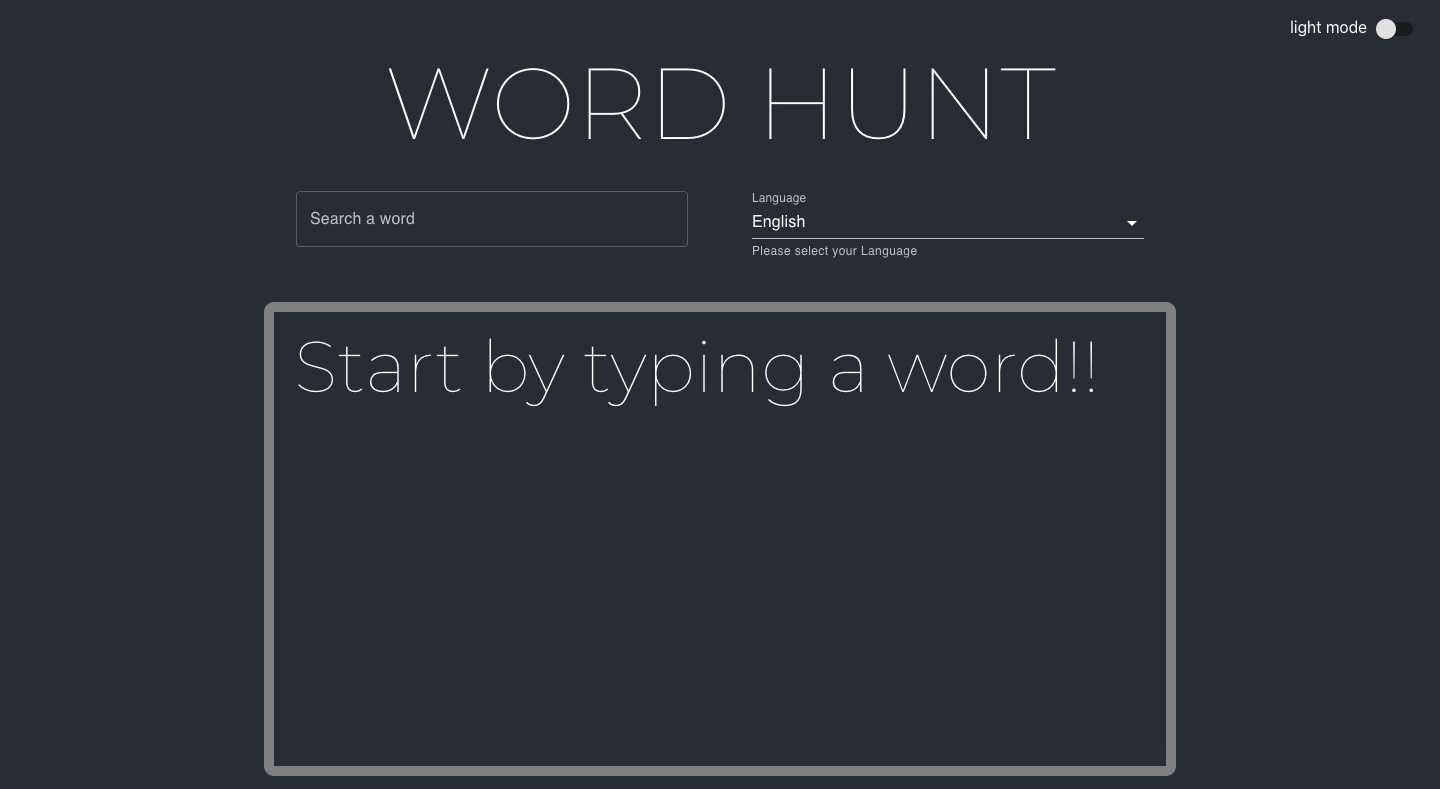 light mode
WORD HUNT
Search a word
Language
English
Please select your Language
Start by typing a word!!